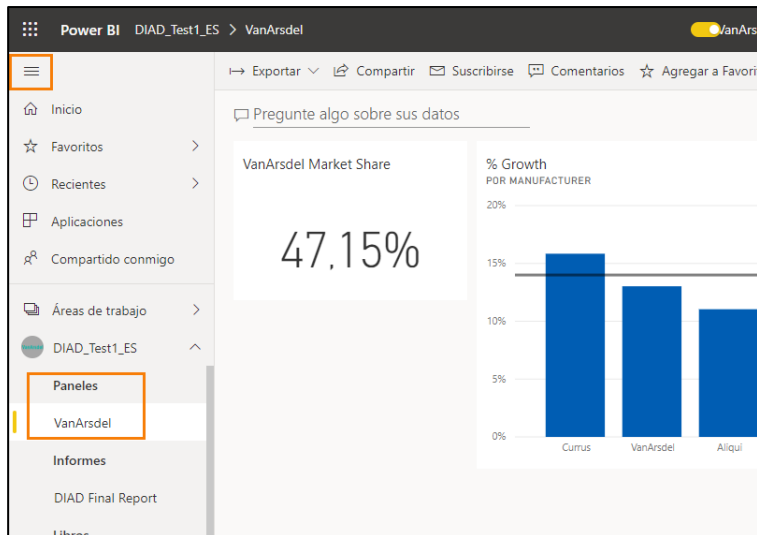 Power BI DIAD_Test1_ES > VanArsdel
Exportar Compartir Suscribirse Comentarios Agregar a
Inicio
Favoritos
Recientes
Aplicaciones
Compartido conmigo
Áreas de trabajo
DIAD_Test1_ES
Paneles
VanArsdel
Informes
DIAD Final Report
Pregunte algo sobre sus datos
VanArsdel Market Share
47,15%
% Growth
POR MANUFACTURER
20%
15%
10%
5%
0%
Currus VanArsdel Aliqui